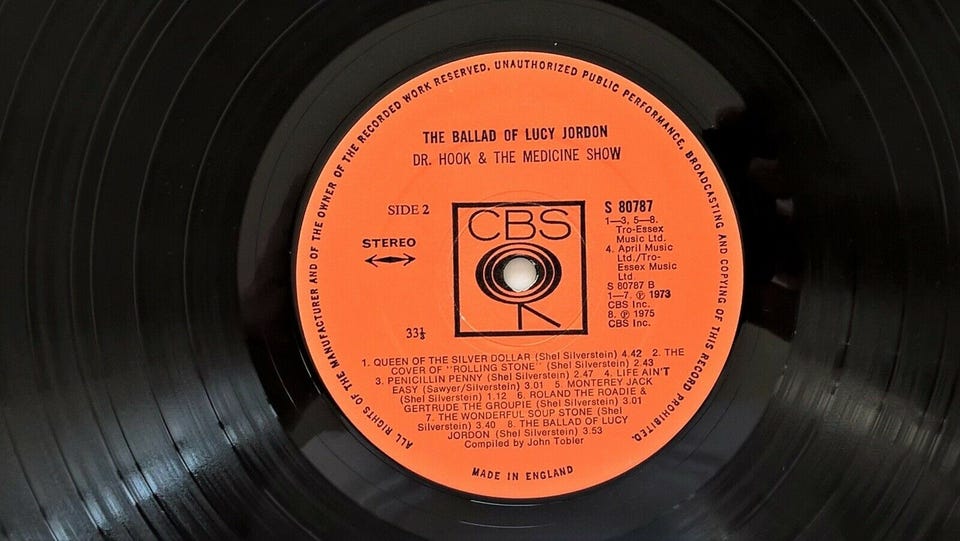 ALL RIGHTS OF THE MANUFACTURER AND OF THE OWNER OF THE RECORDED WORK RESERVED. UNAUTHORIZED PUBLIC PERFORMANCE, BROADCASTING AND COPYING OF THIS RECORD PROHIBITED.
THE BALLAD OF LUCY JORDON
DR. HOOK & THE MEDICINE SHOW
SIDE 2
STEREO
33⅓
CBS
S 80787
1—3, 5—8.
Tro-Essex
Music Ltd.
4. April Music
Ltd./Tro-
Essex Music
Ltd.
S 80787 B
1—7. ℗ 1973
CBS Inc.
8. ℗ 1975
CBS Inc.
1. QUEEN OF THE SILVER DOLLAR (Shel Silverstein) 4.42 2. THE
COVER OF "ROLLING STONE" (Shel Silverstein) 2.43
3. PENICILLIN PENNY (Shel Silverstein) 2.47 4. LIFE AIN'T
EASY (Sawyer/Silverstein) 3.01 5. MONTEREY JACK
(Shel Silverstein) 1.12 6. ROLAND THE ROADIE &
GERTRUDE THE GROUPIE (Shel Silverstein) 3.01
7. THE WONDERFUL SOUP STONE (Shel
Silverstein) 3.40 8. THE BALLAD OF LUCY
JORDON (Shel Silverstein) 3.53
Compiled by John Tobler
MADE IN ENGLAND